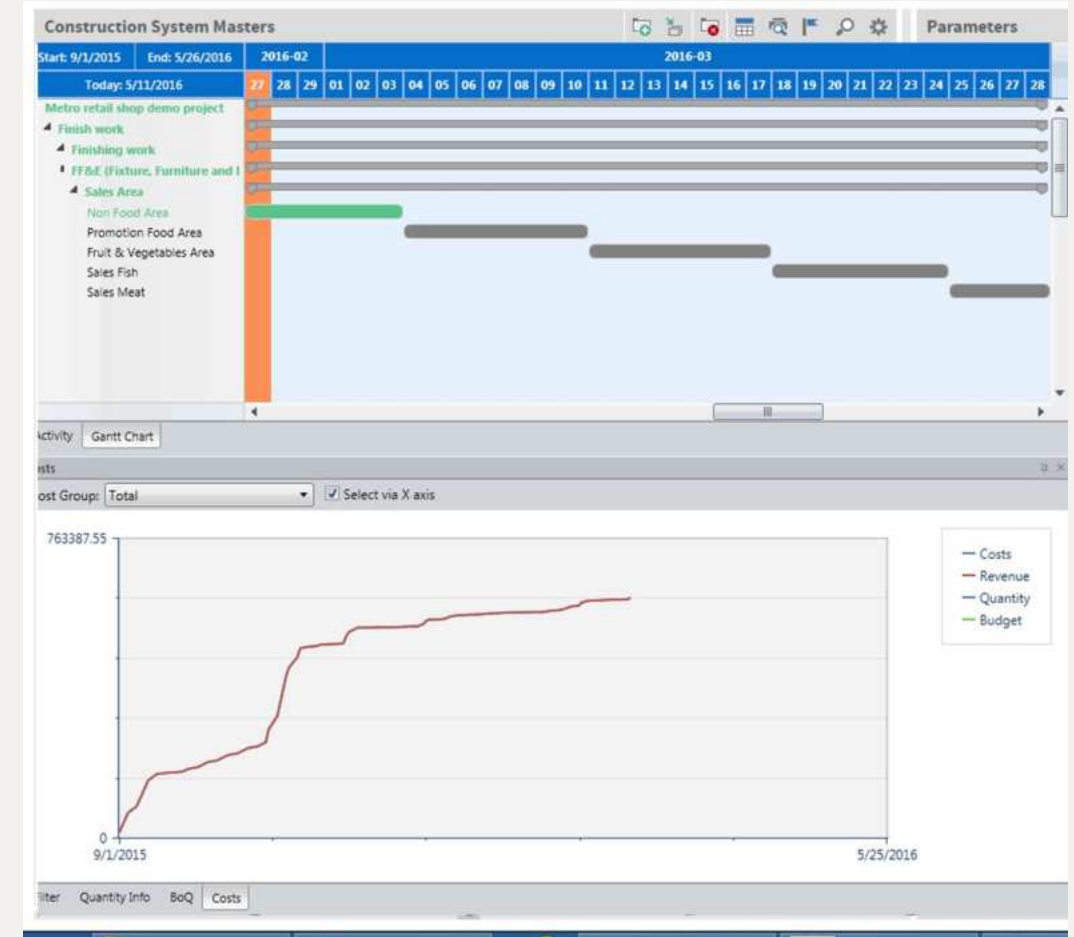 Construction System Masters
Parameters
Start: 9/1/2015 End: 5/26/2016 2016-02 2016-03
Today: 5/11/2016 27 28 29 01 02 03 04 05 06 07 08 09 10 11 12 13 14 15 16 17 18 19 20 21 22 23 24 25 26 27 28
Metro retail shop demo project
Finish work
Finishing work
FF&E (Fixture, Furniture and
Sales Area
Non Food Area
Promotion Food Area
Fruit & Vegetables Area
Sales Fish
Sales Meat
Activity Gantt Chart
sts
ost Group: Total Select via X axis
763387.55
Costs
Revenue
Quantity
Budget
0
9/1/2015 5/25/2016
ilter Quantity Info BoQ Costs